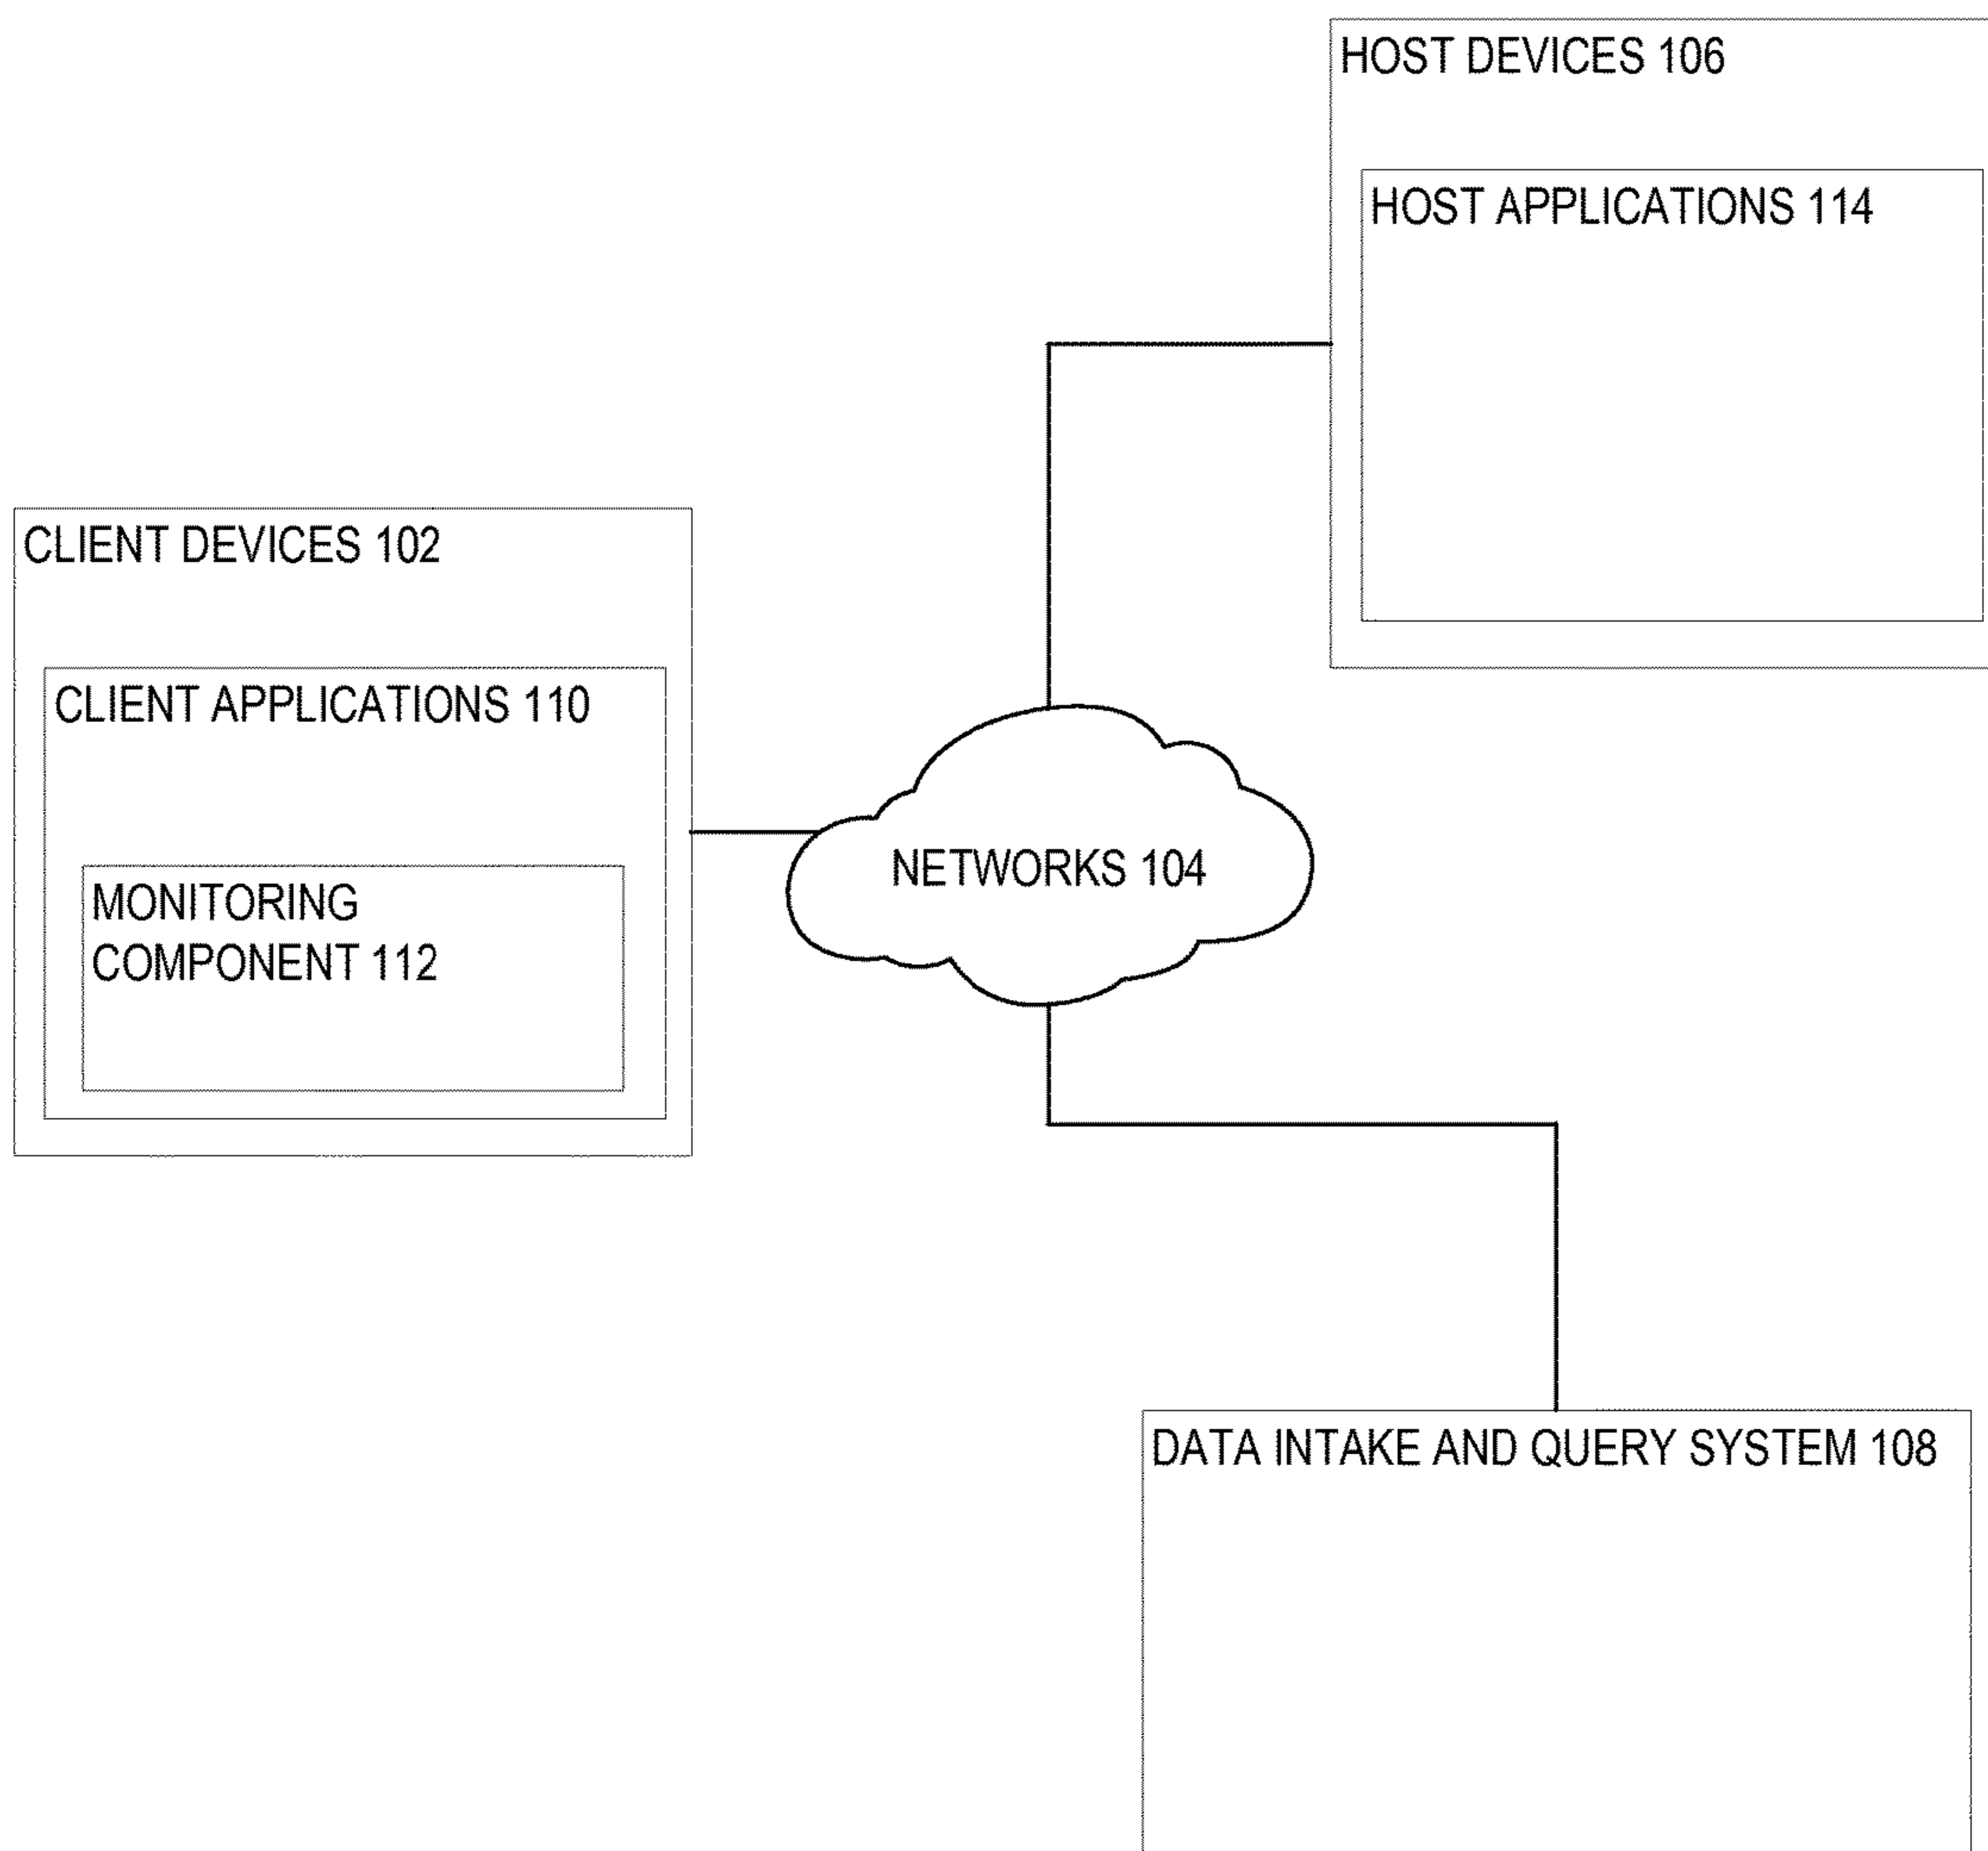 HOST DEVICES 106
HOST APPLICATIONS 114
CLIENT DEVICES 102
CLIENT APPLICATIONS 110
MONITORING
COMPONENT 112
NETWORKS 104
DATA INTAKE AND QUERY SYSTEM 108